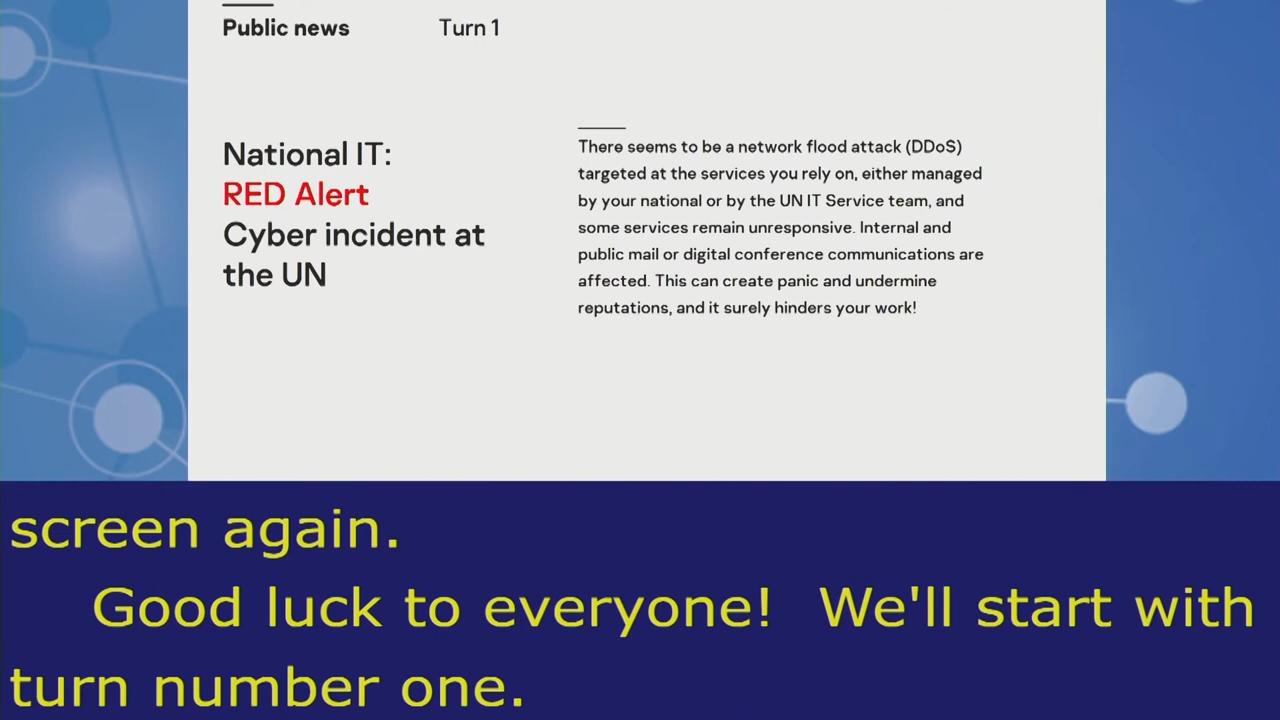 Public news
Turn 1
National IT:
RED Alert
Cyber incident at
the UN
There seems to be a network flood attack (DDoS)
targeted at the services you rely on, either managed
by your national or by the UN IT Service team, and
some services remain unresponsive. Internal and
public mail or digital conference communications are
affected. This can create panic and undermine
reputations, and it surely hinders your work!
screen again.
Good luck to everyone!  We'll start with
turn number one.